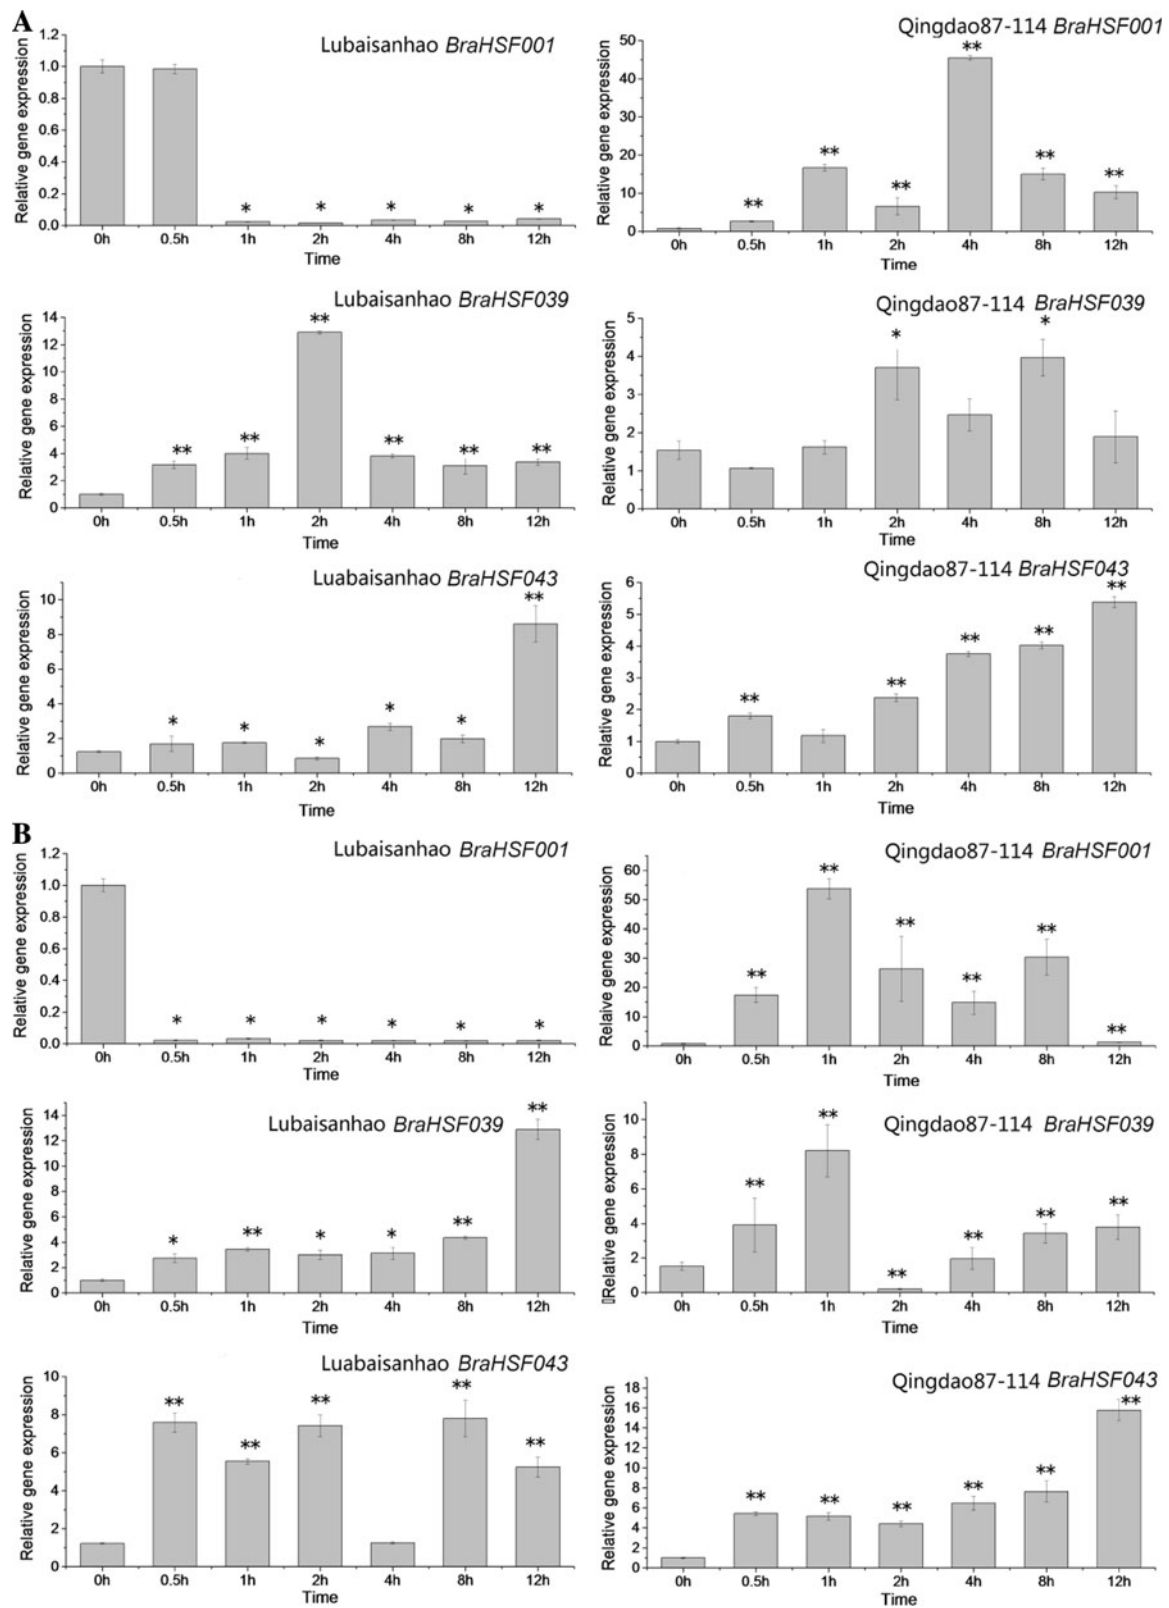 A
Lubaisanhao BraHSF001
Relative gene expression
1.2
1.0
0.8
0.6
0.4
0.2
0.0
* * * * *
0h 0.5h 1h 2h 4h 8h 12h
Time
Qingdao87-114 BraHSF001
Relative gene expression
50
40
30
20
10
0
** ** ** ** ** **
0h 0.5h 1h 2h 4h 8h 12h
Time
Lubaisanhao BraHSF039
Relative gene expression
14
12
10
8
6
4
2
0
** ** ** ** ** **
0h 0.5h 1h 2h 4h 8h 12h
Time
Qingdao87-114 BraHSF039
Relative gene expression
5
4
3
2
1
0
* *
0h 0.5h 1h 2h 4h 8h 12h
Time
Luabaisanhao BraHSF043
Relative gene expression
10
8
6
4
2
0
* * * * * **
0h 0.5h 1h 2h 4h 8h 12h
Time
Qingdao87-114 BraHSF043
Relative gene expression
6
5
4
3
2
1
0
** ** ** ** **
0h 0.5h 1h 2h 4h 8h 12h
Time
B
Lubaisanhao BraHSF001
Relative gene expression
1.2
1.0
0.8
0.6
0.4
0.2
0.0
* * * * * *
0h 0.5h 1h 2h 4h 8h 12h
Time
Qingdao87-114 BraHSF001
Relaive gene expression
60
50
40
30
20
10
0
** ** ** ** ** **
0h 0.5h 1h 2h 4h 8h 12h
Time
Lubaisanhao BraHSF039
Relative gene expression
14
12
10
8
6
4
2
0
* ** * * ** **
0h 0.5h 1h 2h 4h 8h 12h
Time
Qingdao87-114 BraHSF039
Relative gene expression
10
8
6
4
2
0
** ** ** ** ** **
0h 0.5h 1h 2h 4h 8h 12h
Time
Luabaisanhao BraHSF043
Relative gene expression
10
8
6
4
2
0
** ** ** ** **
0h 0.5h 1h 2h 4h 8h 12h
Time
Qingdao87-114 BraHSF043
Relative gene expression
18
16
14
12
10
8
6
4
2
0
** ** ** ** ** **
0h 0.5h 1h 2h 4h 8h 12h
Time